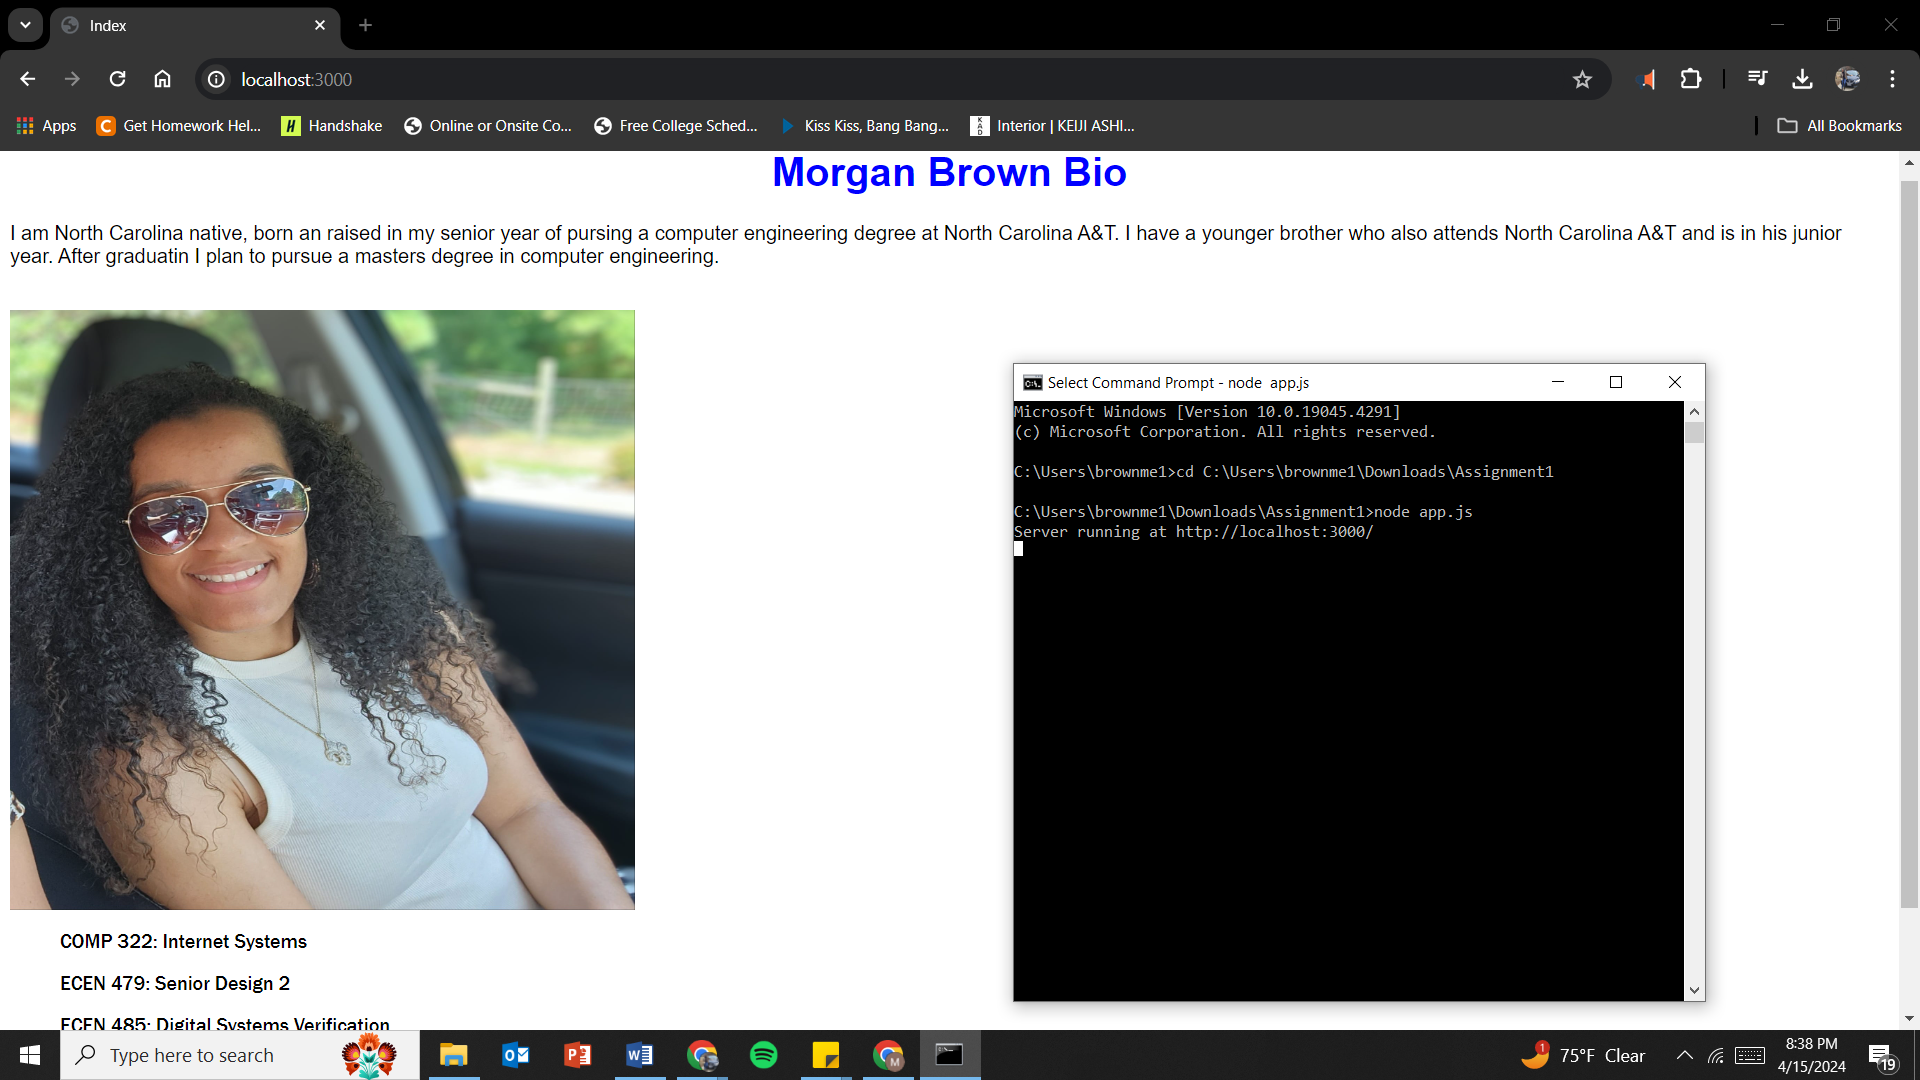 Index
localhost:3000
Apps
Get Homework Hel...
Handshake
Online or Onsite Co...
Free College Sched...
Kiss Kiss, Bang Bang...
Interior | KEIJI ASHI...
All Bookmarks
Morgan Brown Bio
I am North Carolina native, born an raised in my senior year of pursing a computer engineering degree at North Carolina A&T. I have a younger brother who also attends North Carolina A&T and is in his junior
year. After graduatin I plan to pursue a masters degree in computer engineering.
Select Command Prompt - node  app.js
Microsoft Windows [Version 10.0.19045.4291]
(c) Microsoft Corporation. All rights reserved.
C:\Users\brownme1>cd C:\Users\brownme1\Downloads\Assignment1
C:\Users\brownme1\Downloads\Assignment1>node app.js
Server running at http://localhost:3000/
COMP 322: Internet Systems
ECEN 479: Senior Design 2
ECEN 485: Digital Systems Verification
Type here to search
1
75°F Clear
8:38 PM
4/15/2024
19